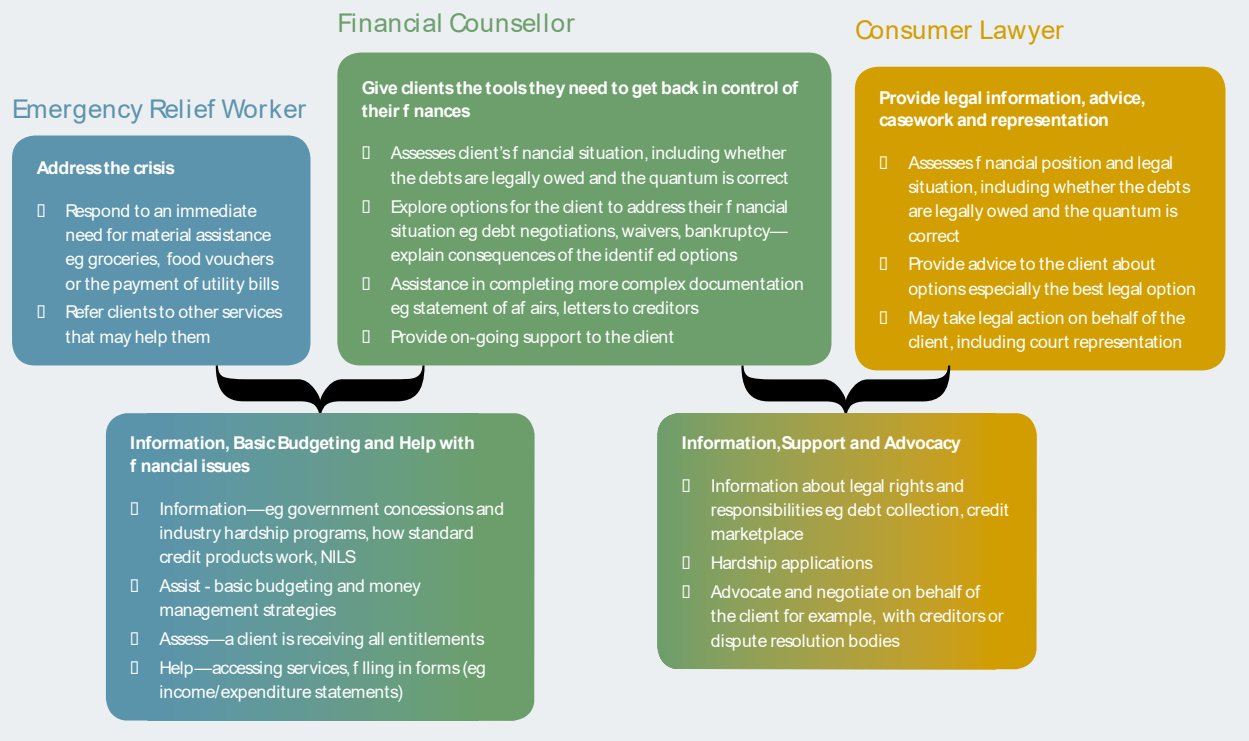 Emergency Relief Worker
Address the crisis
Respond to an immediate
need for material assistance
eg groceries, food vouchers
or the payment of utility bills
Refer clients to other services
that may help them
Financial Counsellor
Give clients the tools they need to get back in control of
their f nances
Assesses client's f nancial situation, including whether
the debts are legally owed and the quantum is correct
Explore options for the client to address their f nancial
situation eg debt negotiations, waivers, bankruptcy—
explain consequences of the identif ed options
Assistance in completing more complex documentation
eg statement of af airs, letters to creditors
Provide on-going support to the client
Consumer Lawyer
Provide legal information, advice,
casework and representation
Assesses f nancial position and legal
situation, including whether the debts
are legally owed and the quantum is
correct
Provide advice to the client about
options especially the best legal option
May take legal action on behalf of the
client, including court representation
Information, Basic Budgeting and Help with
f nancial issues
Information—eg government concessions and
industry hardship programs, how standard
credit products work, NILS
Assist - basic budgeting and money
management strategies
Assess—a client is receiving all entitlements
Help—accessing services, f lling in forms (eg
income/expenditure statements)
Information,Support and Advocacy
Information about legal rights and
responsibilities eg debt collection, credit
marketplace
Hardship applications
Advocate and negotiate on behalf of
the client for example, with creditors or
dispute resolution bodies